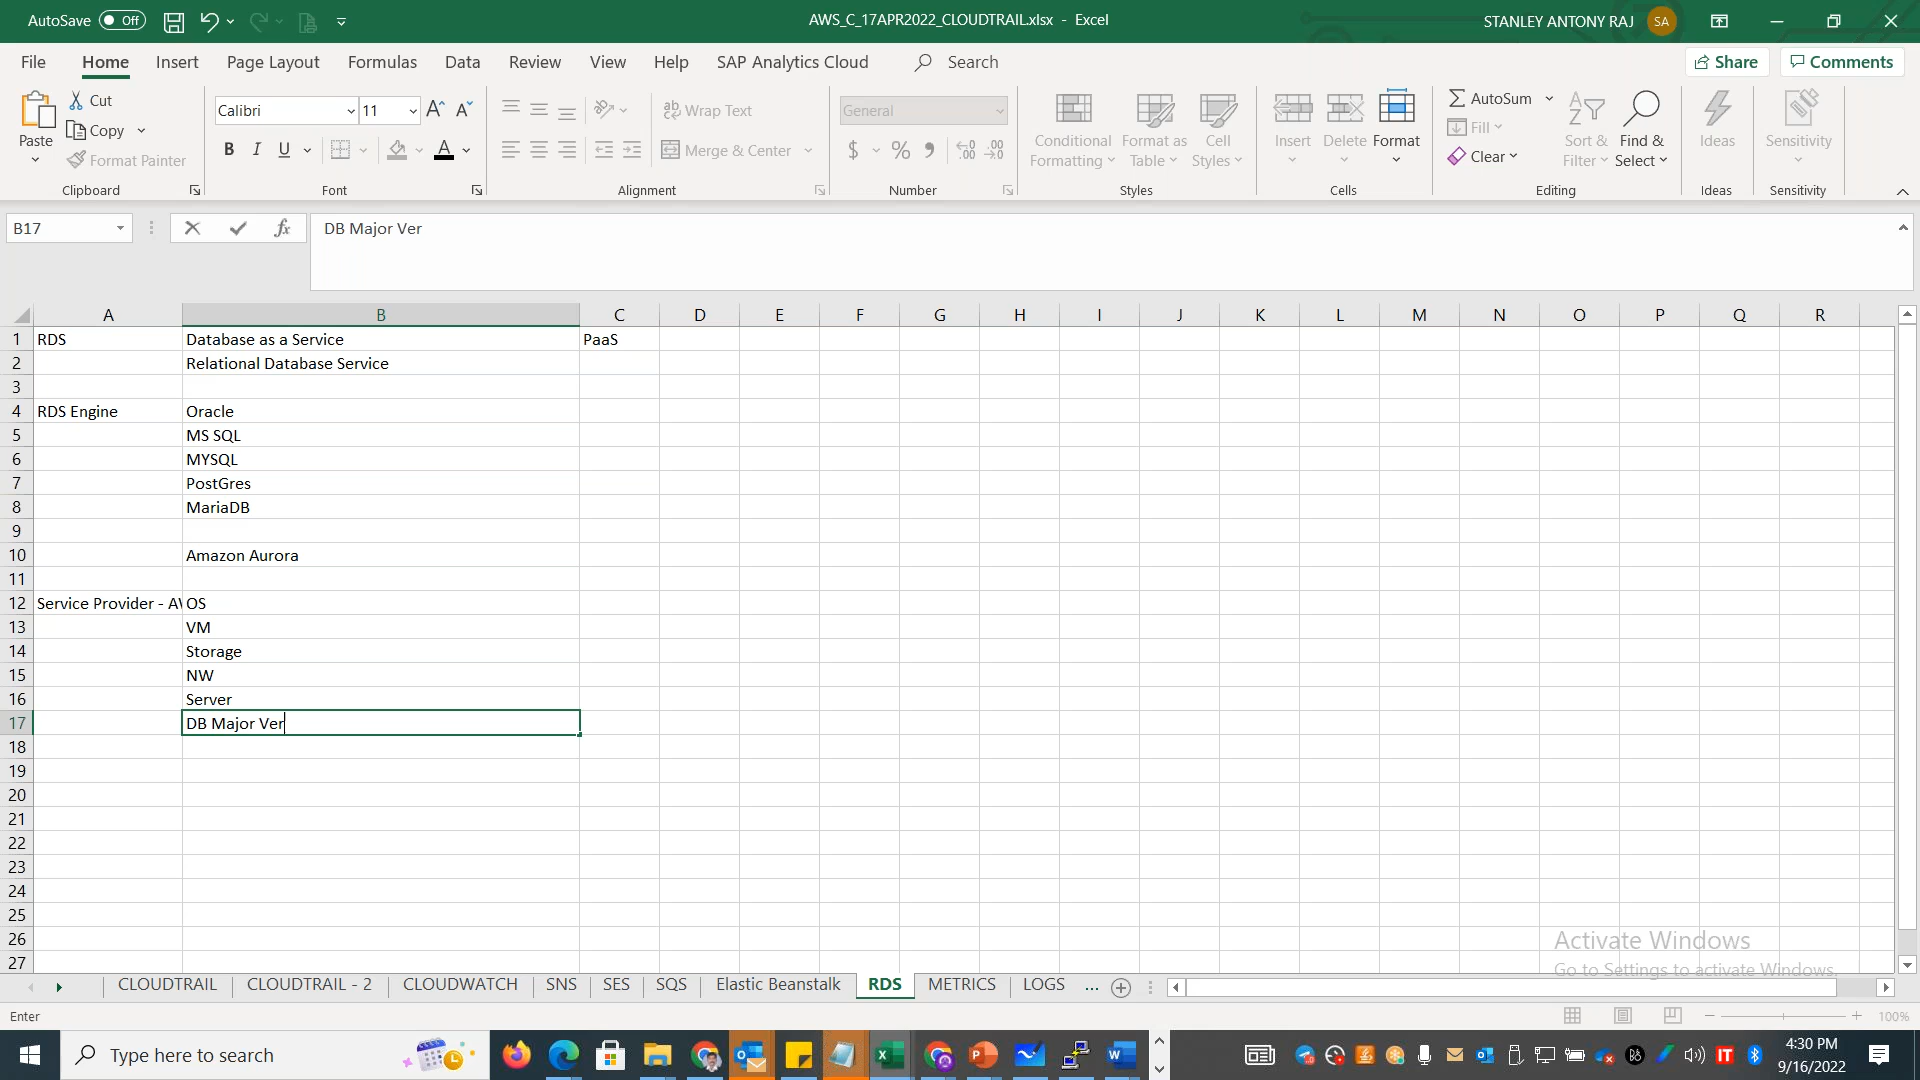 AutoSave Off
AWS_C_17APR2022_CLOUDTRAIL.xlsx - Excel
STANLEY ANTONY RAJ SA
File Home Insert Page Layout Formulas Data Review View Help SAP Analytics Cloud Search Share Comments
Paste
Cut
Copy
Format Painter
Clipboard
Calibri 11
B I U
Font
Wrap Text
Merge & Center
Alignment
General
Number
Conditional Formatting
Format as Table
Cell Styles
Styles
Insert Delete Format
Cells
AutoSum
Fill
Clear
Sort & Filter
Find & Select
Editing
Ideas
Ideas
Sensitivity
Sensitivity
B17 fx DB Major Ver
A B C D E F G H I J K L M N O P Q R
1 RDS Database as a Service PaaS
2 Relational Database Service
3
4 RDS Engine Oracle
5 MS SQL
6 MYSQL
7 PostGres
8 MariaDB
9
10 Amazon Aurora
11
12 Service Provider - AW OS
13 VM
14 Storage
15 NW
16 Server
17 DB Major Ver
18
19
20
21
22
23
24
25
26
27
Activate Windows
Go to Settings to activate Windows.
CLOUDTRAIL CLOUDTRAIL - 2 CLOUDWATCH SNS SES SQS Elastic Beanstalk RDS METRICS LOGS ...
Enter 100%
Type here to search
4:30 PM
9/16/2022